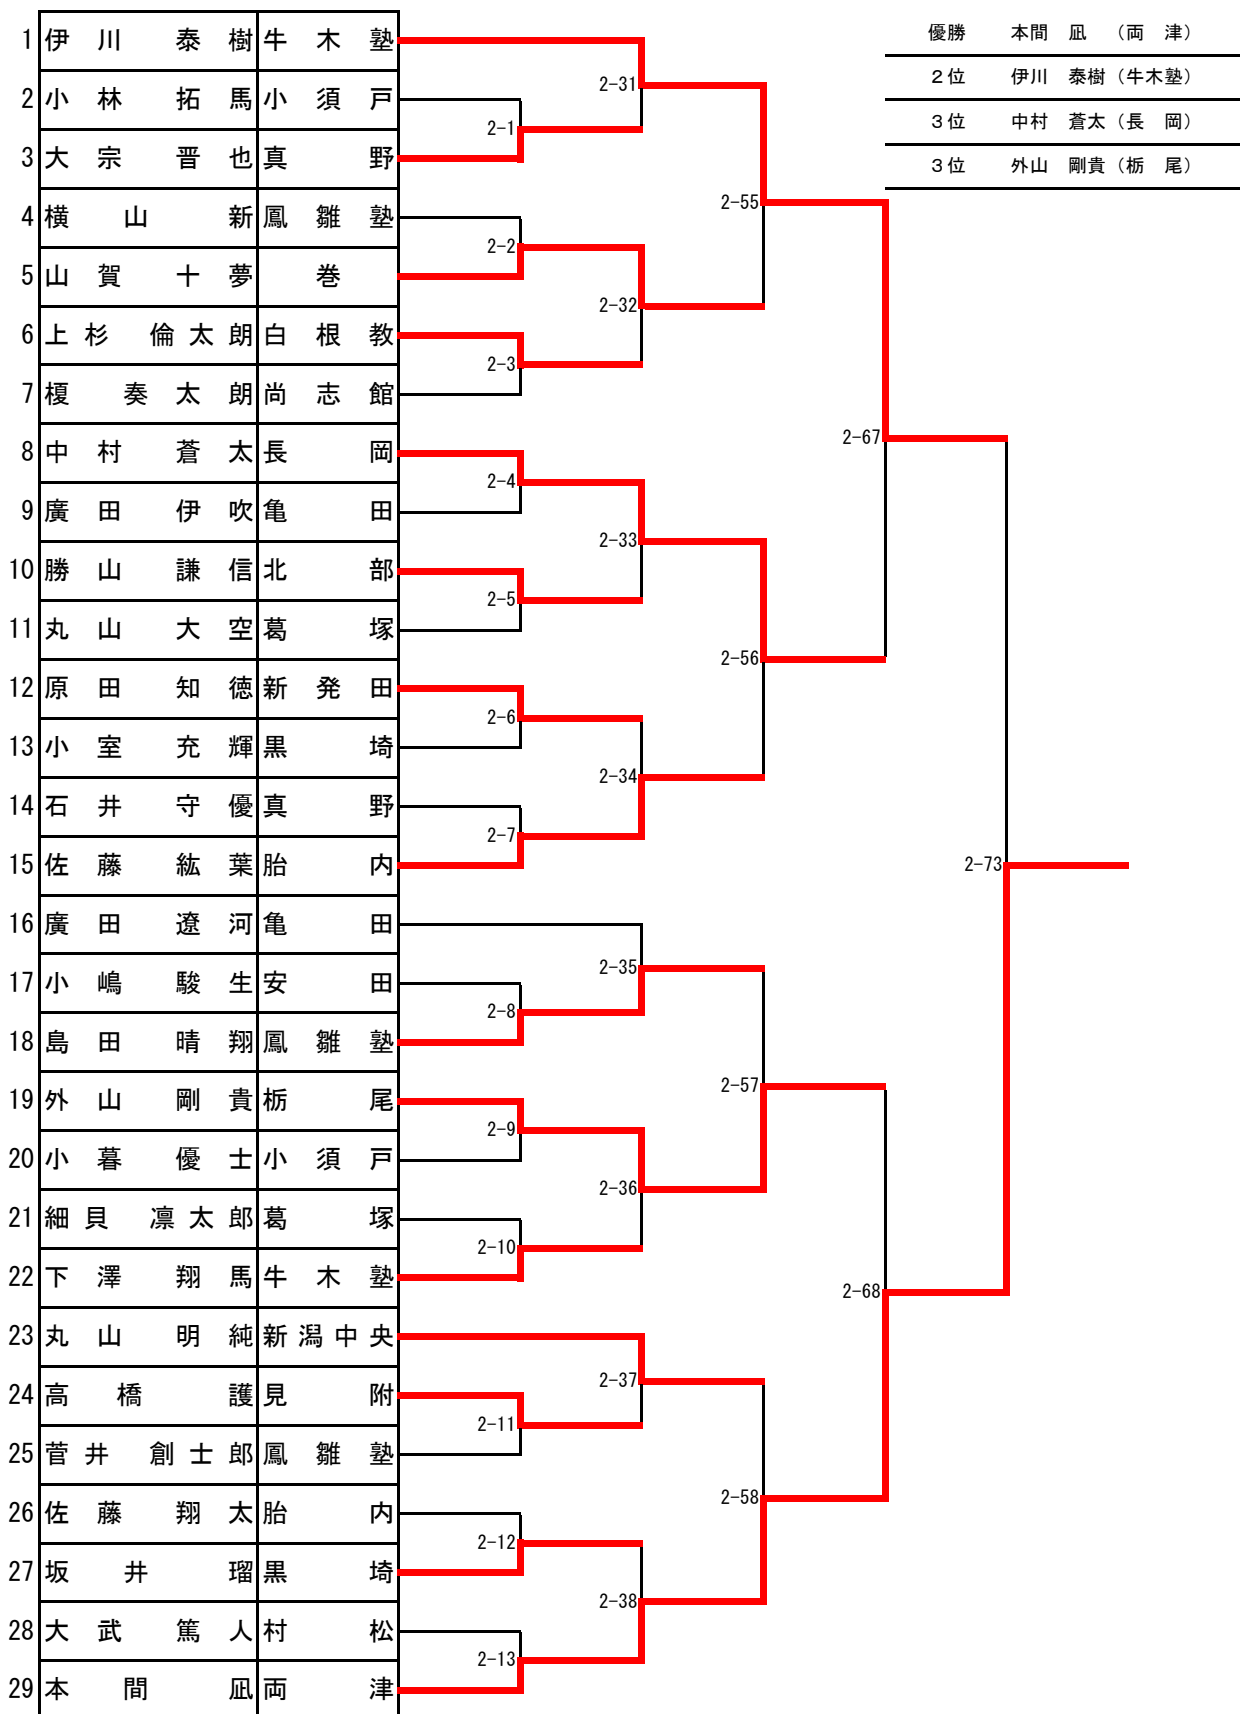 1 伊川 泰樹 牛木塾
2 小林 拓馬 小須戸
3 大宗 晋也 真野
4 横山 新 鳳雛塾
5 山賀 十夢 巻
6 上杉 倫太朗 白根教
7 榎 奏太朗 尚志館
8 中村 蒼太 長岡
9 廣田 伊吹 亀田
10 勝山 謙信 北部
11 丸山 大空 葛塚
12 原田 知徳 新発田
13 小室 充輝 黒埼
14 石井 守優 真野
15 佐藤 紘葉 胎内
16 廣田 遼河 亀田
17 小嶋 駿生 安田
18 島田 晴翔 鳳雛塾
19 外山 剛貴 栃尾
20 小暮 優士 小須戸
21 細貝 凛太郎 葛塚
22 下澤 翔馬 牛木塾
23 丸山 明純 新潟中央
24 高橋 護 見附
25 菅井 創士郎 鳳雛塾
26 佐藤 翔太 胎内
27 坂井 瑠 黒埼
28 大武 篤人 村松
29 本間 凪 両津
2-1
2-2
2-3
2-4
2-5
2-6
2-7
2-8
2-9
2-10
2-11
2-12
2-13
2-31
2-32
2-33
2-34
2-35
2-36
2-37
2-38
2-55
2-56
2-57
2-58
2-67
2-68
2-73
優勝 本間 凪 (両 津)
2位 伊川 泰樹 (牛木塾)
3位 中村 蒼太 (長 岡)
3位 外山 剛貴 (栃 尾)